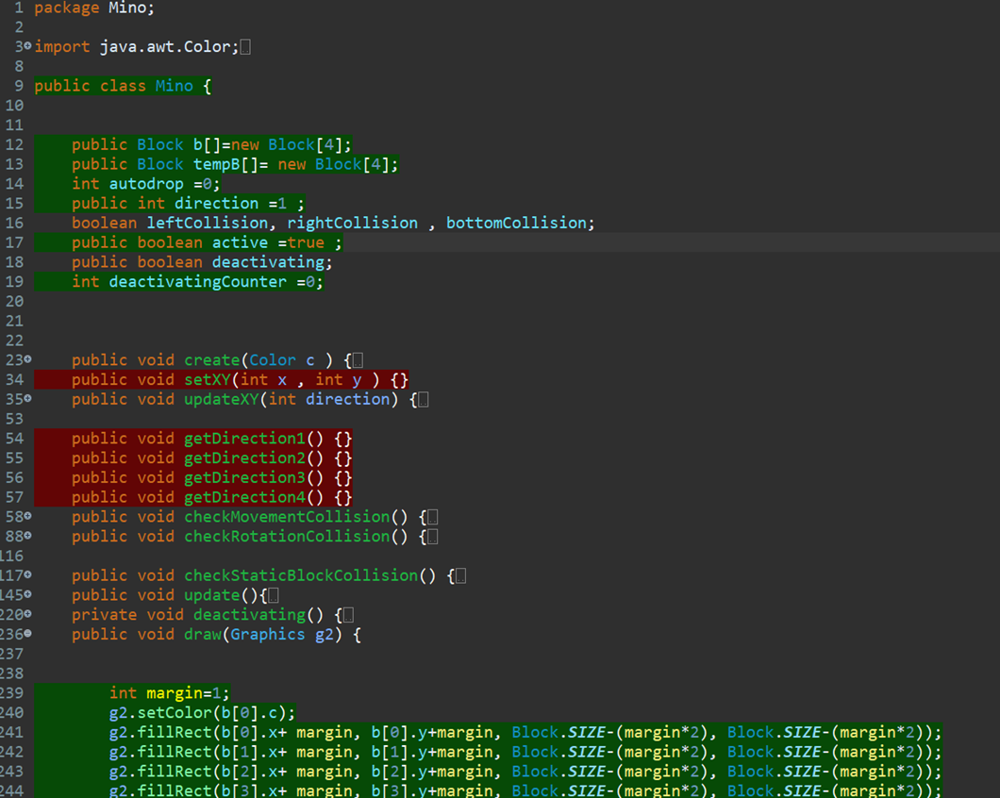 1 package Mino;
2
3 import java.awt.Color;
8
9 public class Mino {
10
11
12 public Block b[]=new Block[4];
13 public Block tempB[]= new Block[4];
14 int autodrop =0;
15 public int direction =1 ;
16 boolean leftCollision, rightCollision , bottomCollision;
17 public boolean active =true ;
18 public boolean deactivating;
19 int deactivatingCounter =0;
20
21
22
23 public void create(Color c ) {
34 public void setXY(int x , int y ) {}
35 public void updateXY(int direction) {
53
54 public void getDirection1() {}
55 public void getDirection2() {}
56 public void getDirection3() {}
57 public void getDirection4() {}
58 public void checkMovementCollision() {
88 public void checkRotationCollision() {
116
117 public void checkStaticBlockCollision() {
145 public void update(){
220 private void deactivating() {
236 public void draw(Graphics g2) {
237
238
239 int margin=1;
240 g2.setColor(b[0].c);
241 g2.fillRect(b[0].x+ margin, b[0].y+margin, Block.SIZE-(margin*2), Block.SIZE-(margin*2));
242 g2.fillRect(b[1].x+ margin, b[1].y+margin, Block.SIZE-(margin*2), Block.SIZE-(margin*2));
243 g2.fillRect(b[2].x+ margin, b[2].y+margin, Block.SIZE-(margin*2), Block.SIZE-(margin*2));
244 g2.fillRect(b[3].x+ margin, b[3].y+margin, Block.SIZE-(margin*2), Block.SIZE-(margin*2));